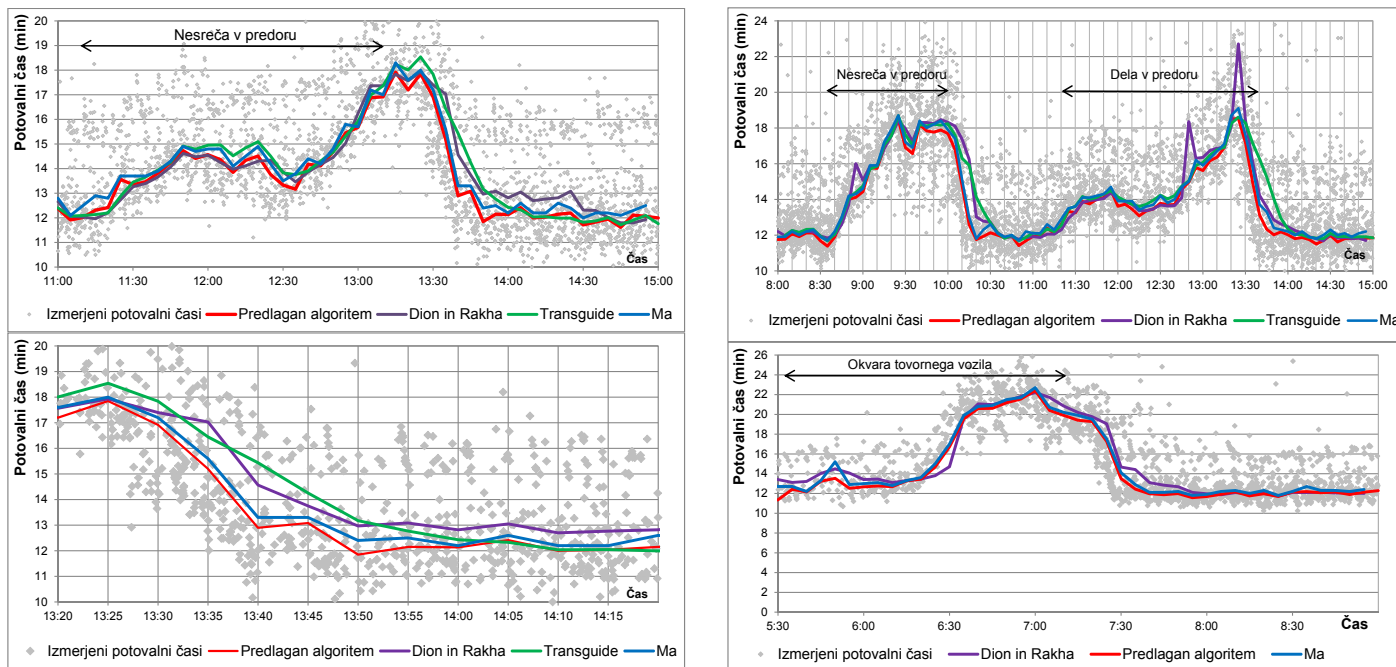 Potovalni čas (min)
20
19
18
17
16
15
14
13
12
11
10
Nesreča v predoru
Čas
11:00 11:30 12:00 12:30 13:00 13:30 14:00 14:30 15:00
Izmerjeni potovalni časi Predlagan algoritem Dion in Rakha Transguide Ma
Potovalni čas (min)
24
22
20
18
16
14
12
10
Nesreča v predoru
Dela v predoru
Čas
8:00 8:30 9:00 9:30 10:00 10:30 11:00 11:30 12:00 12:30 13:00 13:30 14:00 14:30 15:00
Izmerjeni potovalni časi Predlagan algoritem Dion in Rakha Transguide Ma
Potovalni čas (min)
20
19
18
17
16
15
14
13
12
11
10
Čas
13:20 13:25 13:30 13:35 13:40 13:45 13:50 13:55 14:00 14:05 14:10 14:15
Izmerjeni potovalni časi Predlagan algoritem Dion in Rakha Transguide Ma
Potovalni čas (min)
26
24
22
20
18
16
14
12
10
8
6
4
2
0
Okvara tovornega vozila
Čas
5:30 6:00 6:30 7:00 7:30 8:00 8:30
Izmerjeni potovalni časi Dion in Rakha Predlagan algoritem Ma